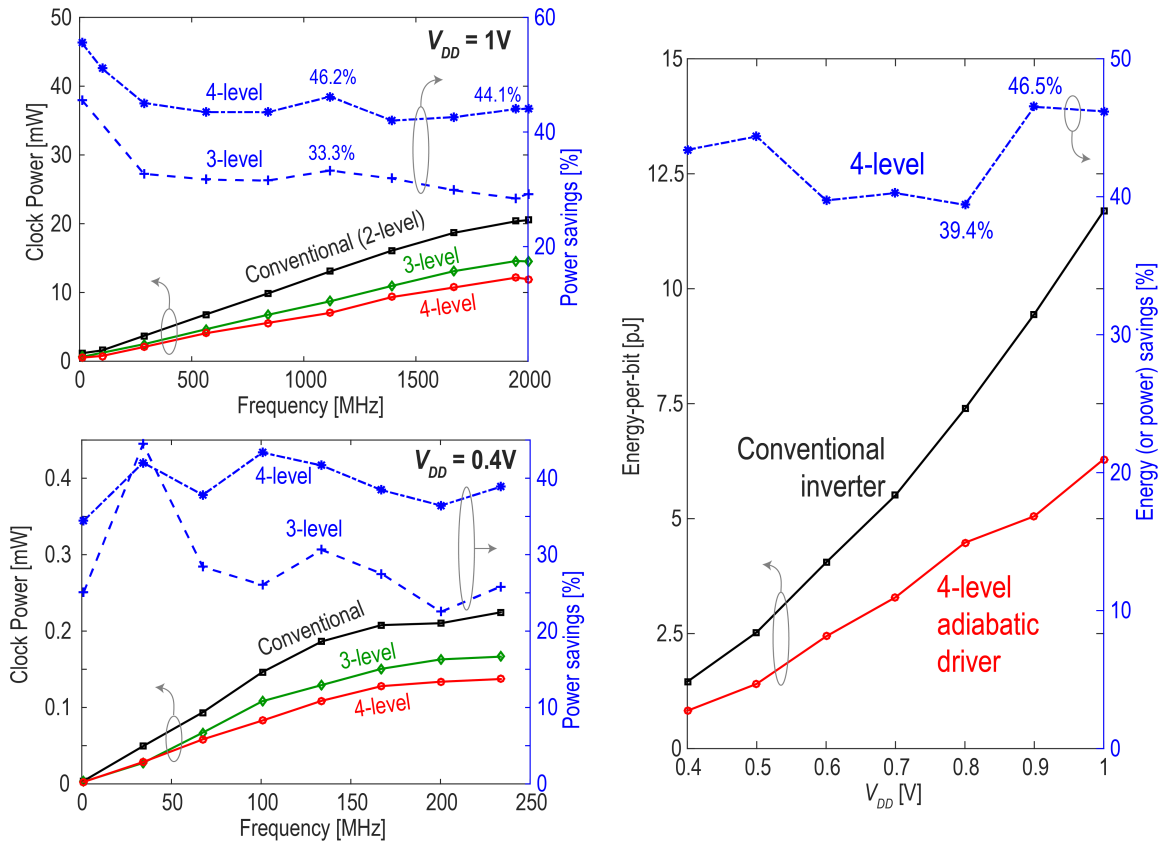 50
40
30
20
10
0
Clock Power [mW]
60
40
20
0
Power savings [%]
V_DD = 1V
4-level
46.2%
44.1%
3-level
33.3%
Conventional (2-level)
3-level
4-level
0
500
1000
1500
2000
Frequency [MHz]
0.4
0.3
0.2
0.1
0
Clock Power [mW]
40
30
20
10
0
Power savings [%]
V_DD = 0.4V
4-level
3-level
Conventional
3-level
4-level
0
50
100
150
200
250
Frequency [MHz]
15
12.5
10
7.5
5
2.5
0
Energy-per-bit [pJ]
50
40
30
20
10
0
Energy (or power) savings [%]
46.5%
4-level
39.4%
Conventional
inverter
4-level
adiabatic
driver
0.4
0.5
0.6
0.7
0.8
0.9
1
V_DD [V]